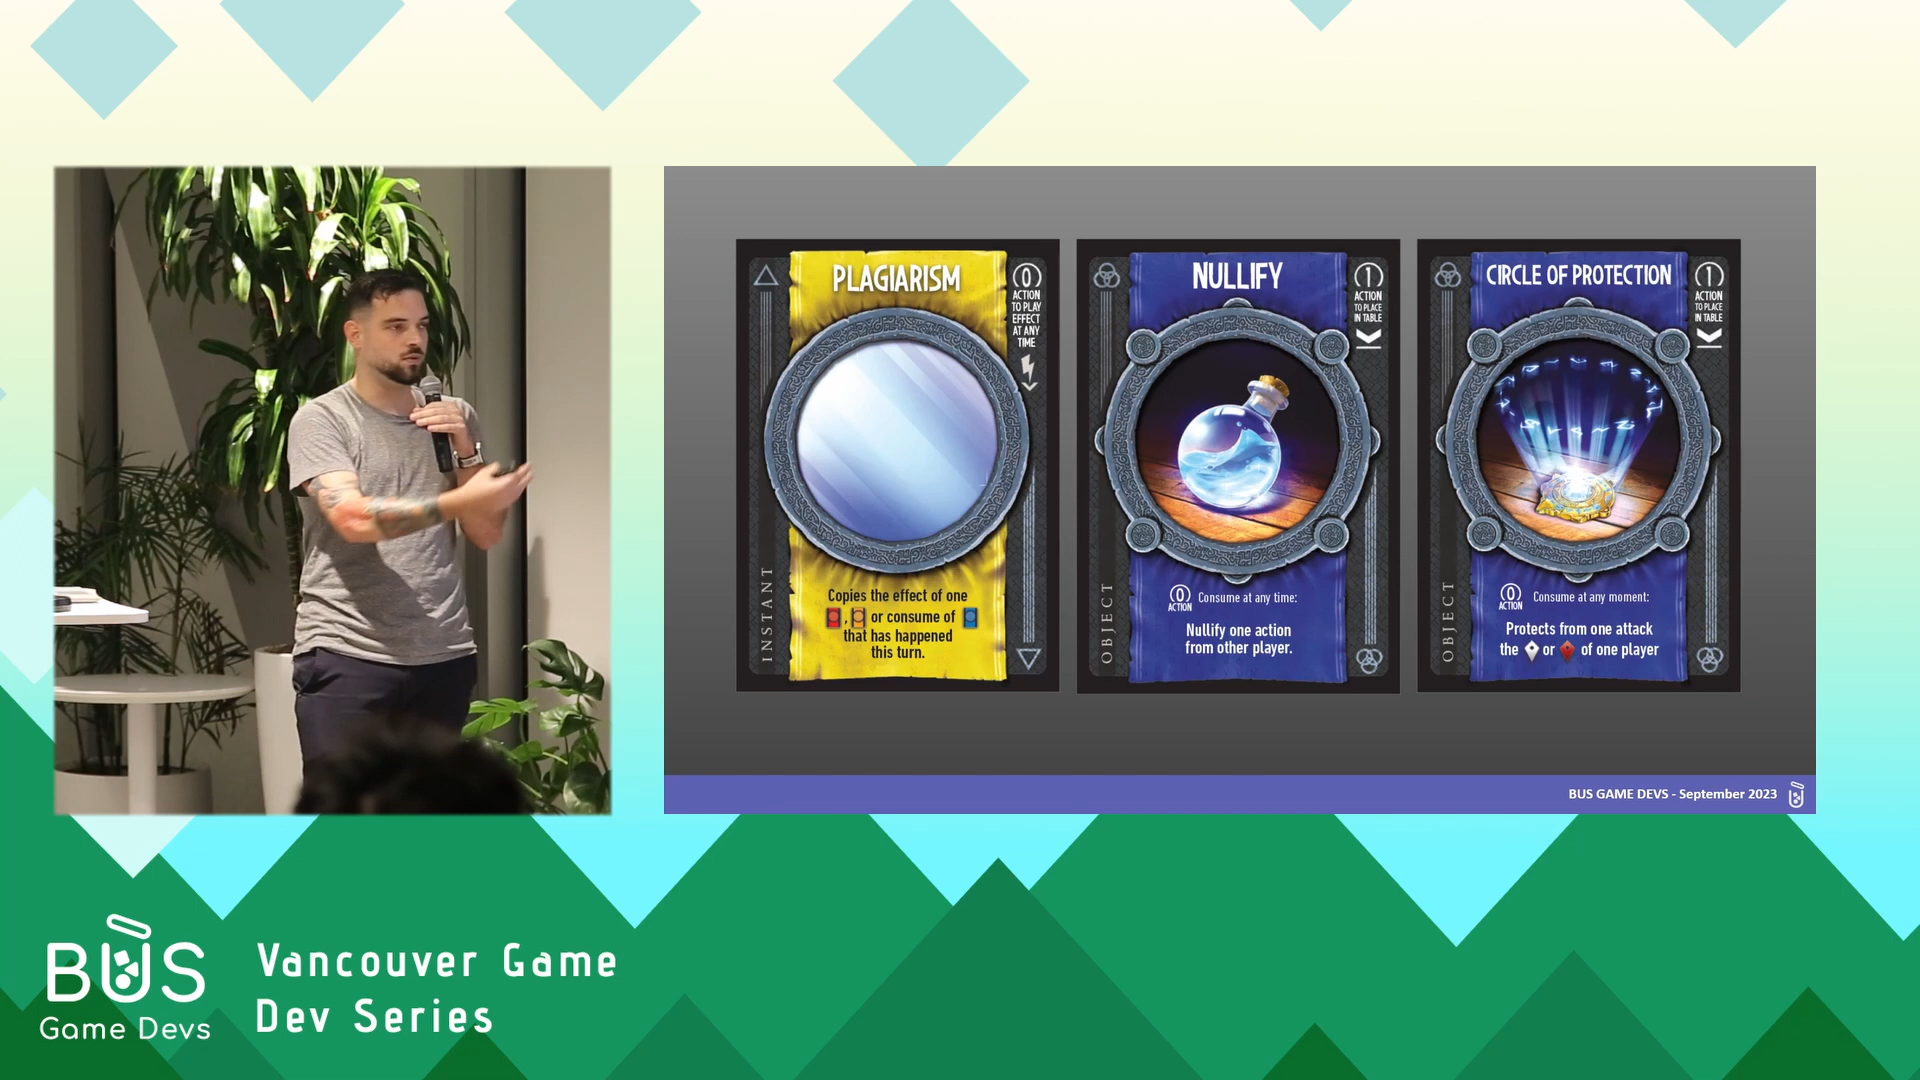 PLAGIARISM
0
ACTION
TO PLAY
EFFECT
AT ANY
TIME
INSTANT
Copies the effect of one
, or consume of
that has happened
this turn.
NULLIFY
1
ACTION
TO PLACE
IN TABLE
OBJECT
0
ACTION
Consume at any time:
Nullify one action
from other player.
CIRCLE OF PROTECTION
1
ACTION
TO PLACE
IN TABLE
OBJECT
0
ACTION
Consume at any moment:
Protects from one attack
the or of one player
BUS GAME DEVS - September 2023
BUS
Game Devs
Vancouver Game
Dev Series